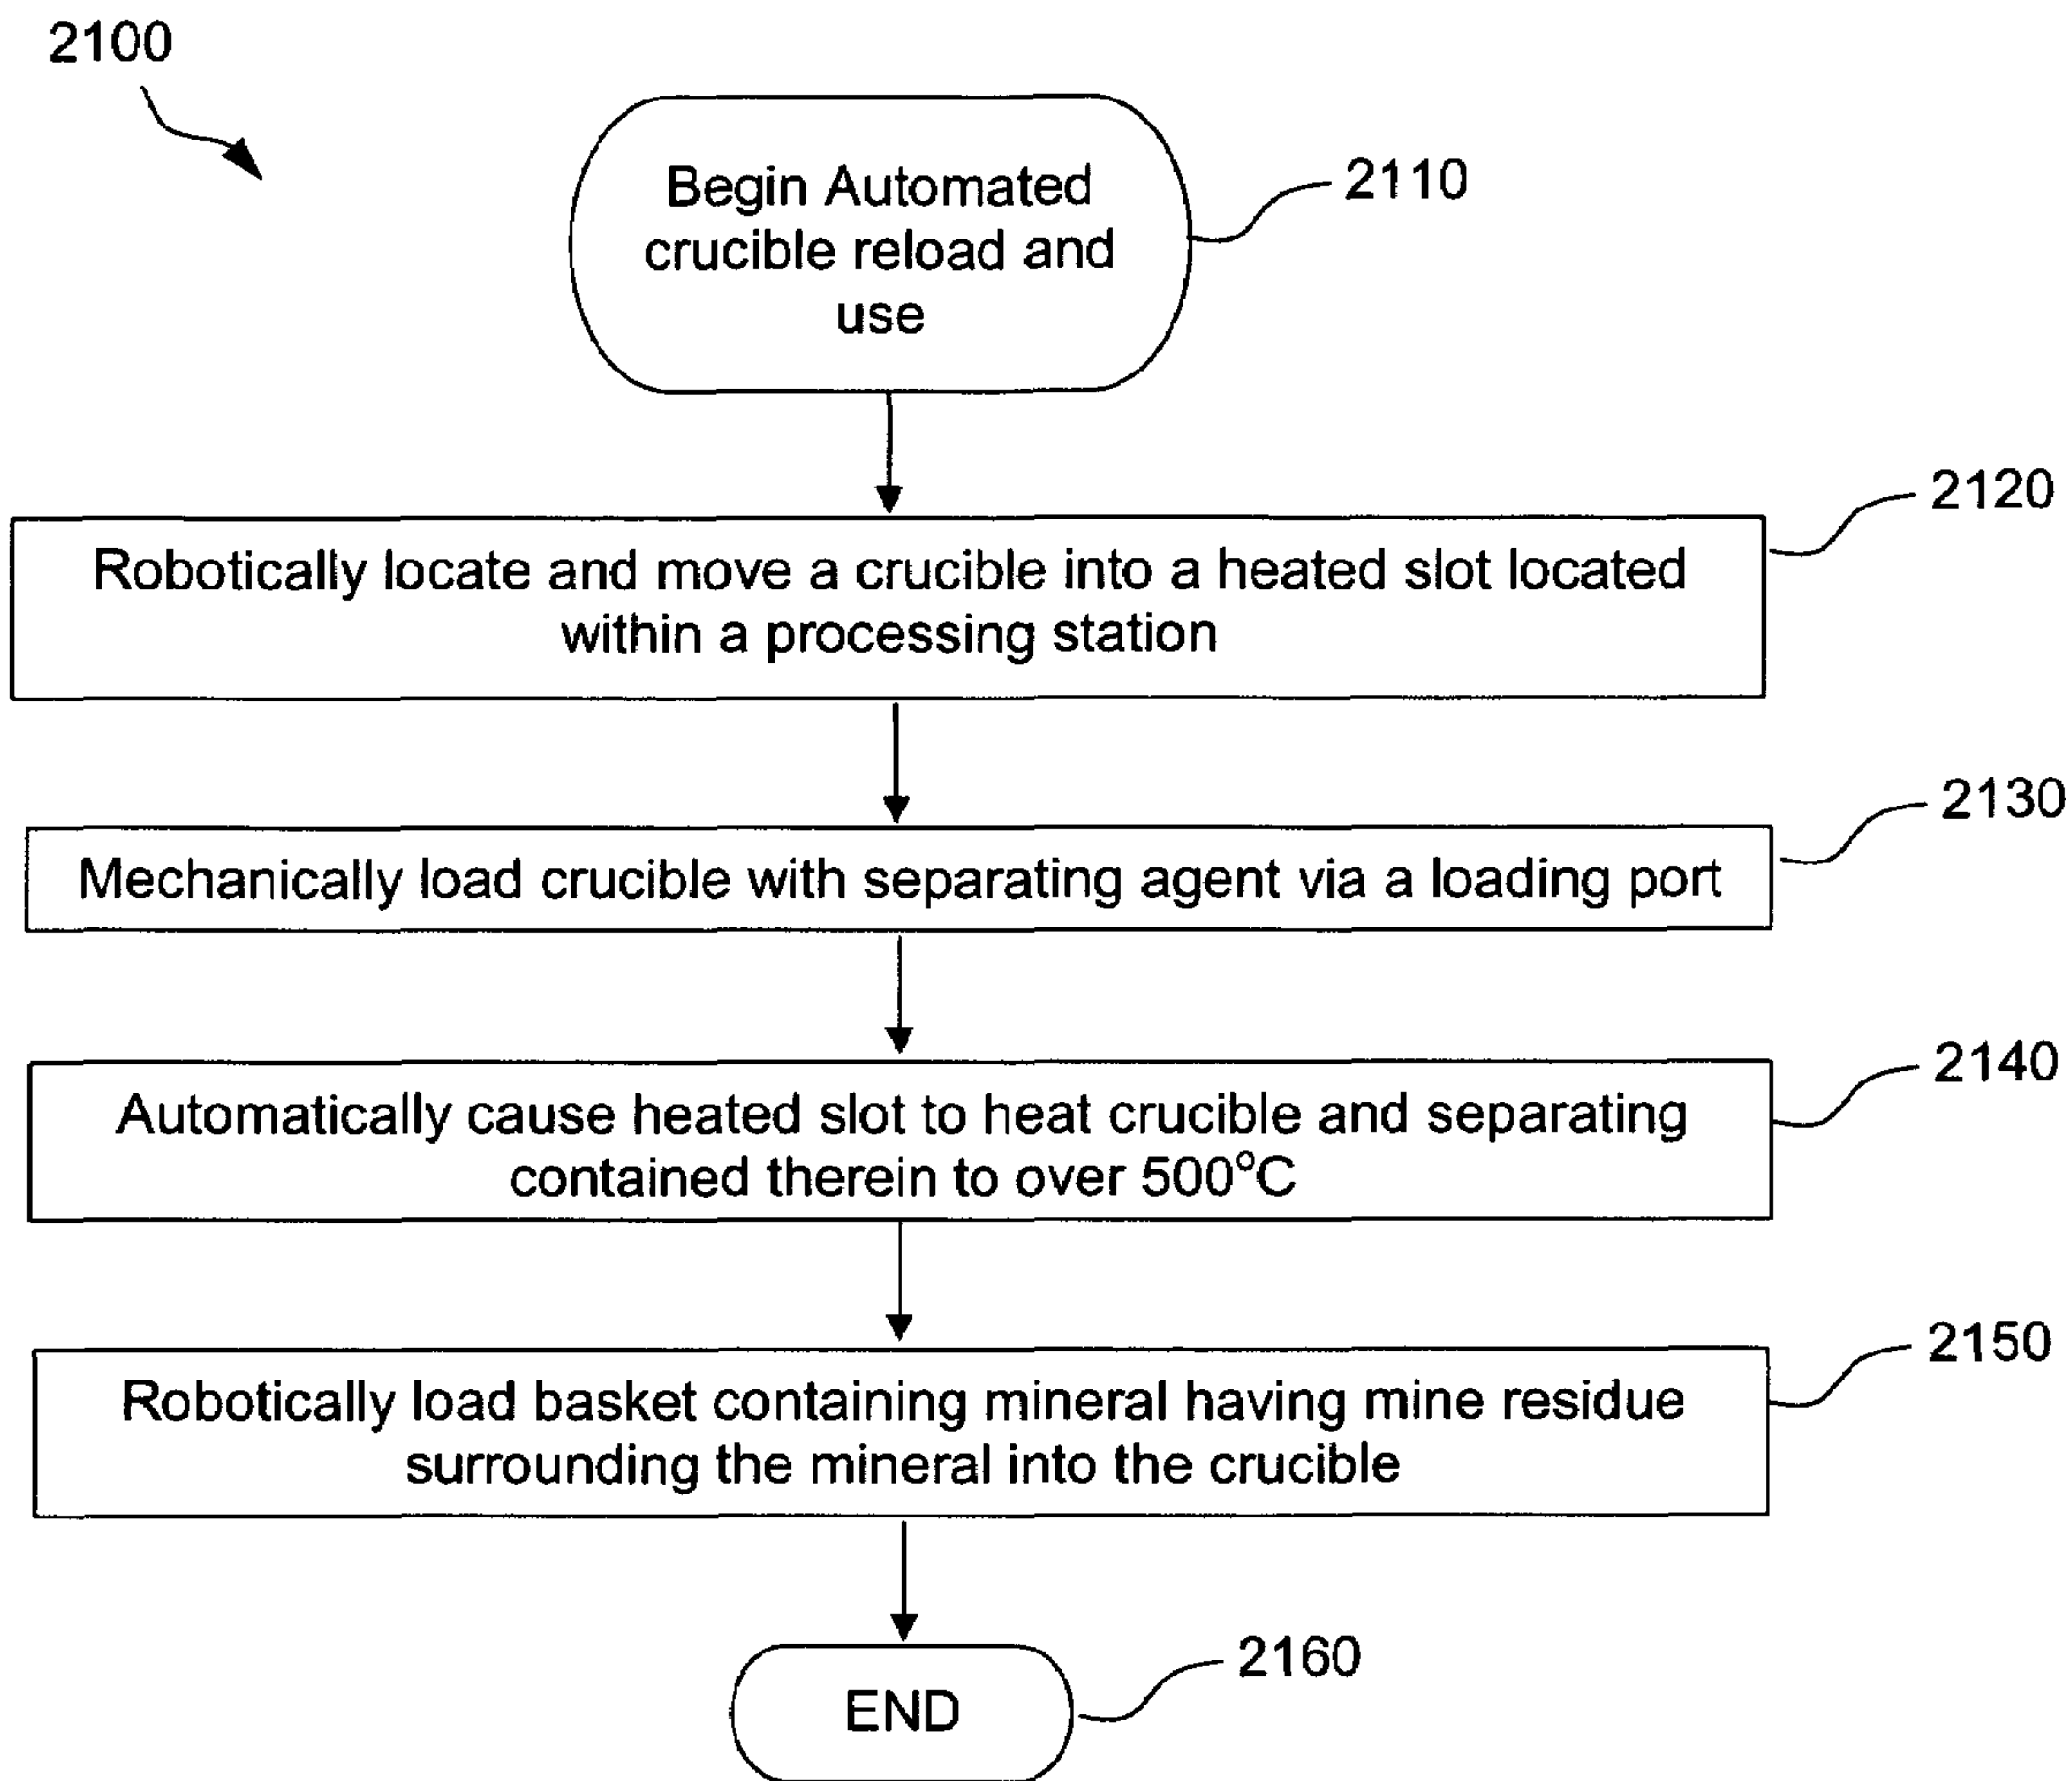 2100
Begin Automated
crucible reload and
use
2110
Robotically locate and move a crucible into a heated slot located
within a processing station
2120
Mechanically load crucible with separating agent via a loading port
2130
Automatically cause heated slot to heat crucible and separating
contained therein to over 500°C
2140
Robotically load basket containing mineral having mine residue
surrounding the mineral into the crucible
2150
END
2160